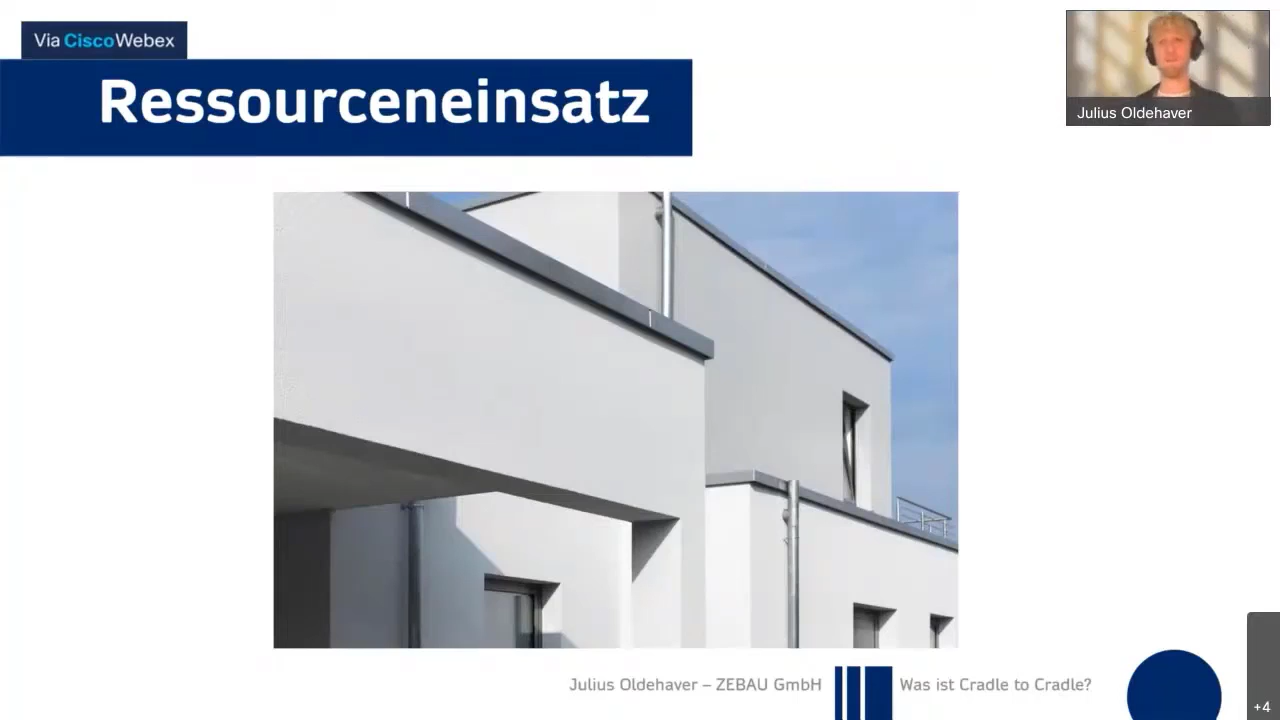 Via CiscoWebex
Ressourceneinsatz
Julius Oldehaver
Julius Oldehaver – ZEBAU GmbH
Was ist Cradle to Cradle?
+4